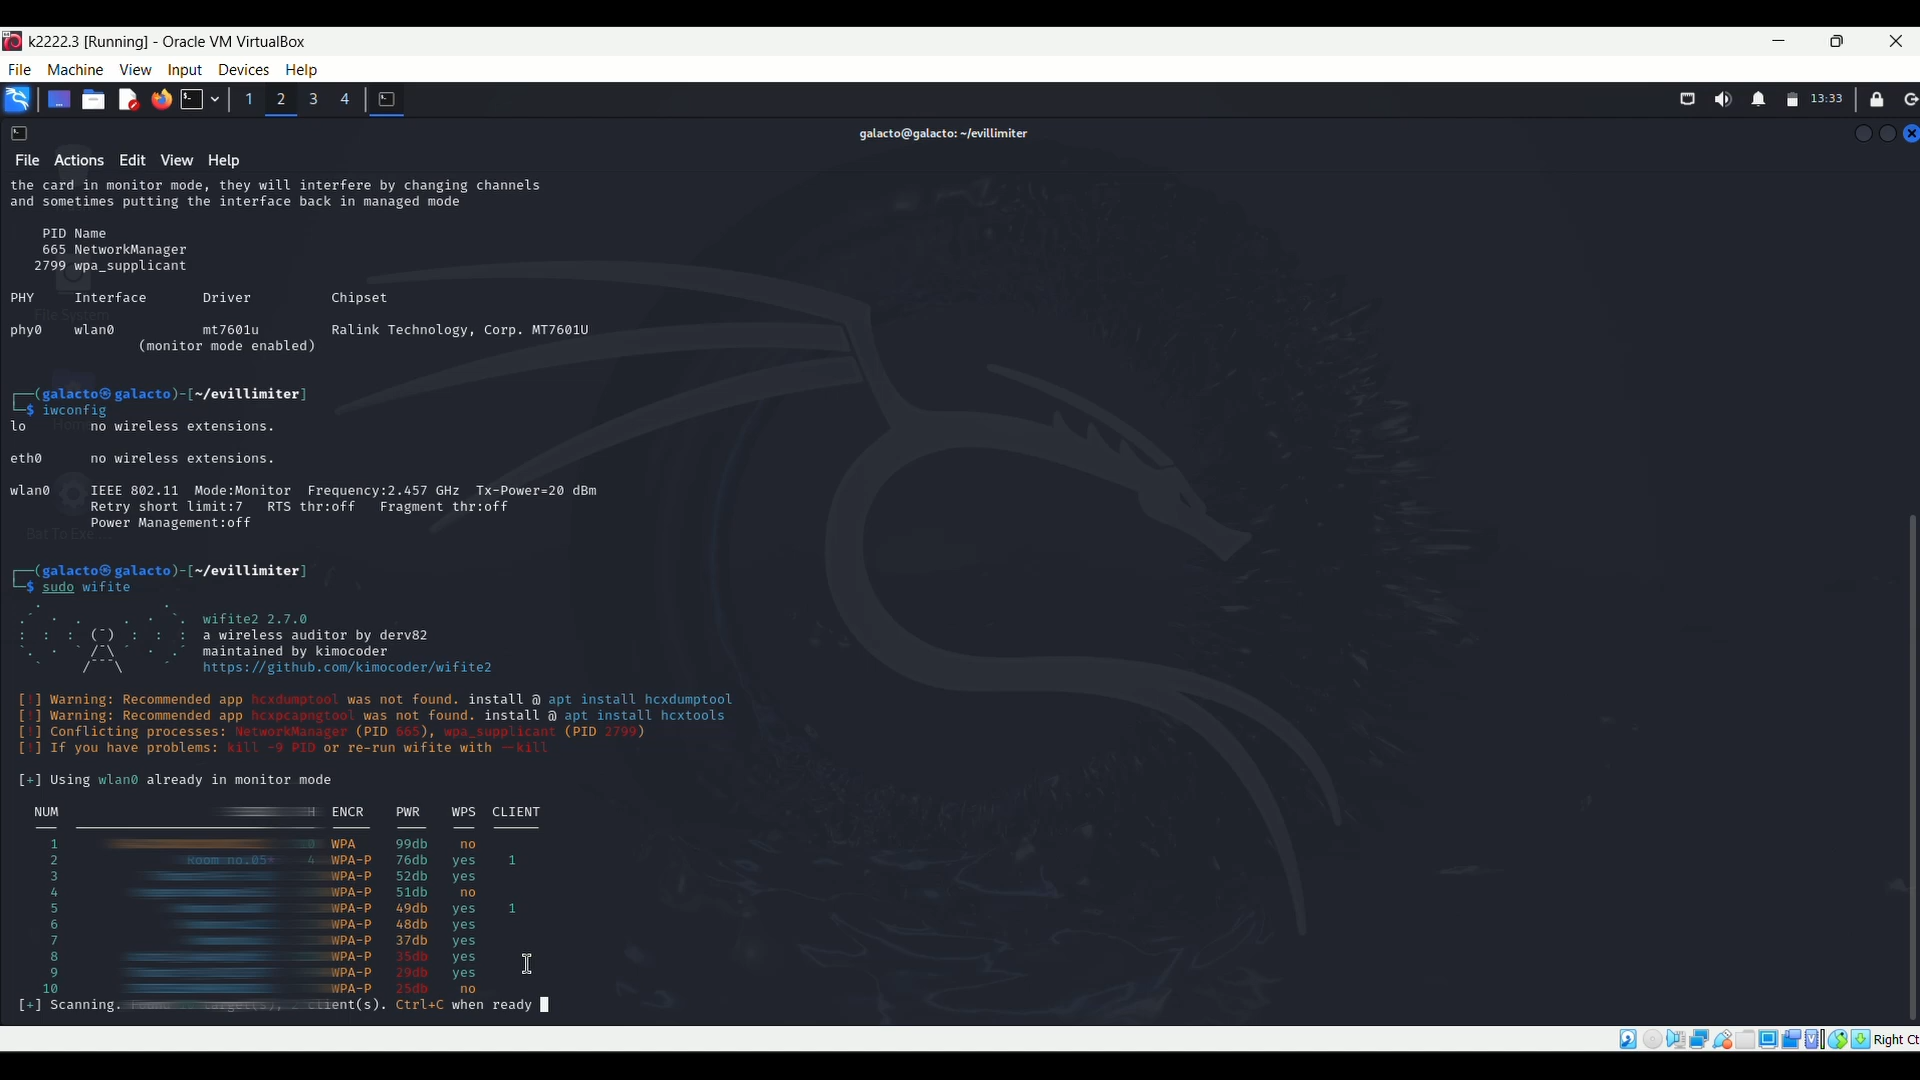 k2222.3 [Running] - Oracle VM VirtualBox
File Machine View Input Devices Help
1 2 3 4 13:33
galacto@galacto: ~/evillimiter
File Actions Edit View Help
the card in monitor mode, they will interfere by changing channels
and sometimes putting the interface back in managed mode
PID Name
665 NetworkManager
2799 wpa_supplicant
PHY Interface Driver Chipset
File System
phy0 wlan0 mt7601u Ralink Technology, Corp. MT7601U
(monitor mode enabled)
┌──(galacto㉿galacto)-[~/evillimiter]
└─$ iwconfig
lo no wireless extensions.
eth0 no wireless extensions.
wlan0 IEEE 802.11 Mode:Monitor Frequency:2.457 GHz Tx-Power=20 dBm
Retry short limit:7 RTS thr:off Fragment thr:off
Power Management:off
Bat To Exe....
┌──(galacto㉿galacto)-[~/evillimiter]
└─$ sudo wifite
wifite2 2.7.0
a wireless auditor by derv82
maintained by kimocoder
https://github.com/kimocoder/wifite2
[!] Warning: Recommended app hcxdumptool was not found. install @ apt install hcxdumptool
[!] Warning: Recommended app hcxpcapngtool was not found. install @ apt install hcxtools
[!] Conflicting processes: NetworkManager (PID 665), wpa_supplicant (PID 2799)
[!] If you have problems: kill -9 PID or re-run wifite with --kill
[+] Using wlan0 already in monitor mode
NUM ENCR PWR WPS CLIENT
1 WPA 99db no
2 Room no.05* 4 WPA-P 76db yes 1
3 WPA-P 52db yes
4 WPA-P 51db no
5 WPA-P 49db yes 1
6 WPA-P 48db yes
7 WPA-P 37db yes
8 WPA-P 35db yes
9 WPA-P 29db yes
10 WPA-P 25db no
[+] Scanning. client(s). Ctrl+C when ready
Right Ct